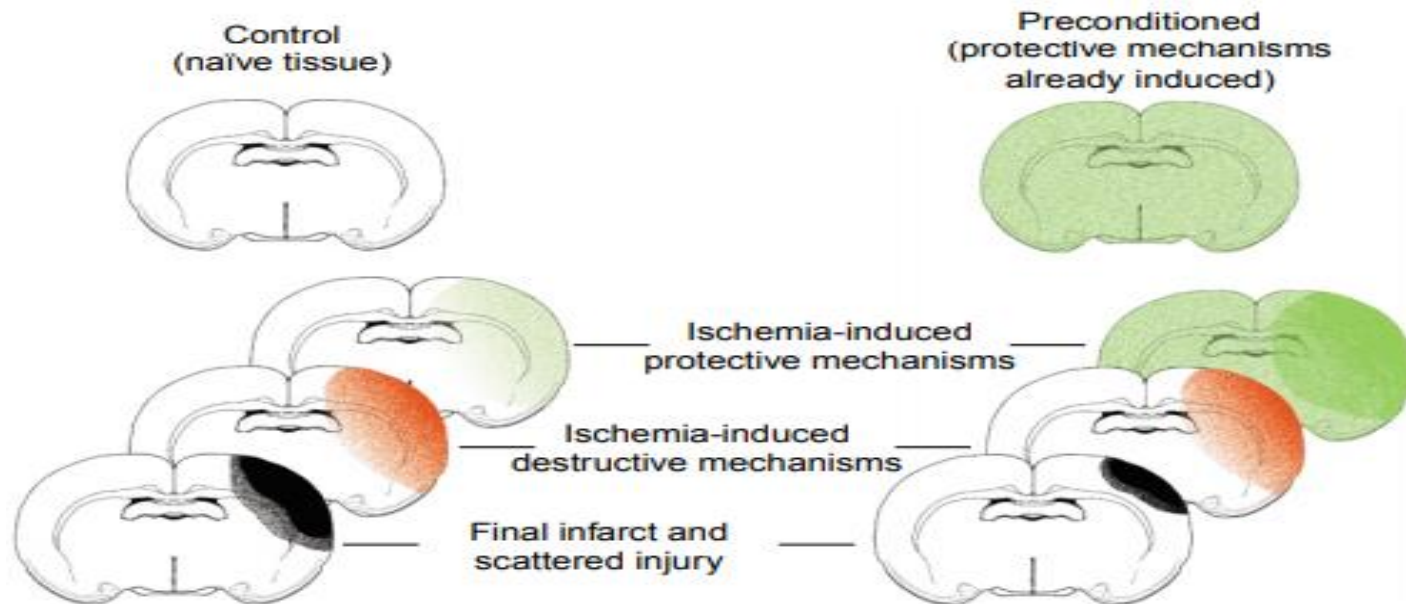 Control
(naïve tissue)
Preconditioned
(protective mechanisms
already induced)
Ischemia-induced
protective mechanisms
Ischemia-induced
destructive mechanisms
Final infarct and
scattered injury